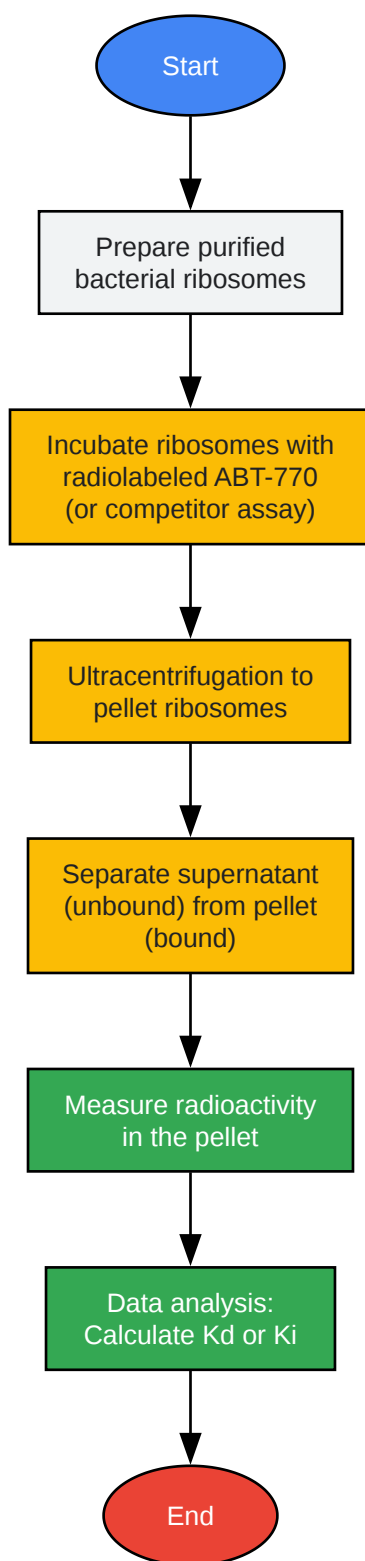 Start
Prepare purified
bacterial ribosomes
Incubate ribosomes with
radiolabeled ABT-770
(or competitor assay)
Ultracentrifugation to
pellet ribosomes
Separate supernatant
(unbound) from pellet
(bound)
Measure radioactivity
in the pellet
Data analysis:
Calculate Kd or Ki
End